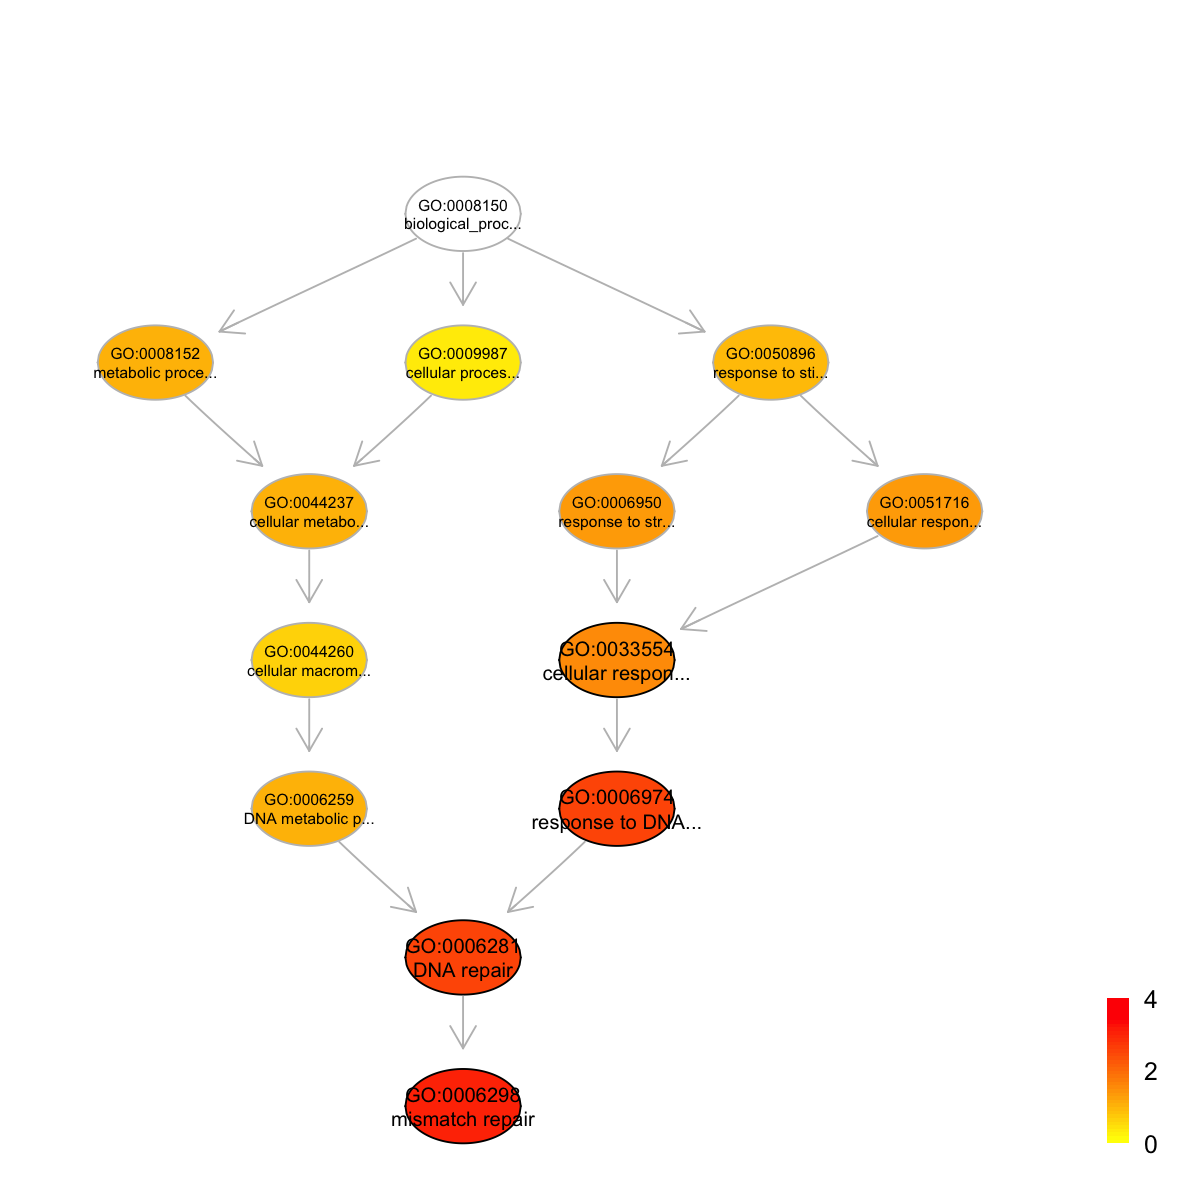 GO:0008150
biological_proc...
GO:0008152
metabolic proce...
GO:0009987
cellular proces...
GO:0050896
response to sti...
GO:0044237
cellular metabo...
GO:0006950
response to str...
GO:0051716
cellular respon...
GO:0044260
cellular macrom...
GO:0033554
cellular respon...
GO:0006259
DNA metabolic p...
GO:0006974
response to DNA...
GO:0006281
DNA repair
GO:0006298
mismatch repair
4
2
0